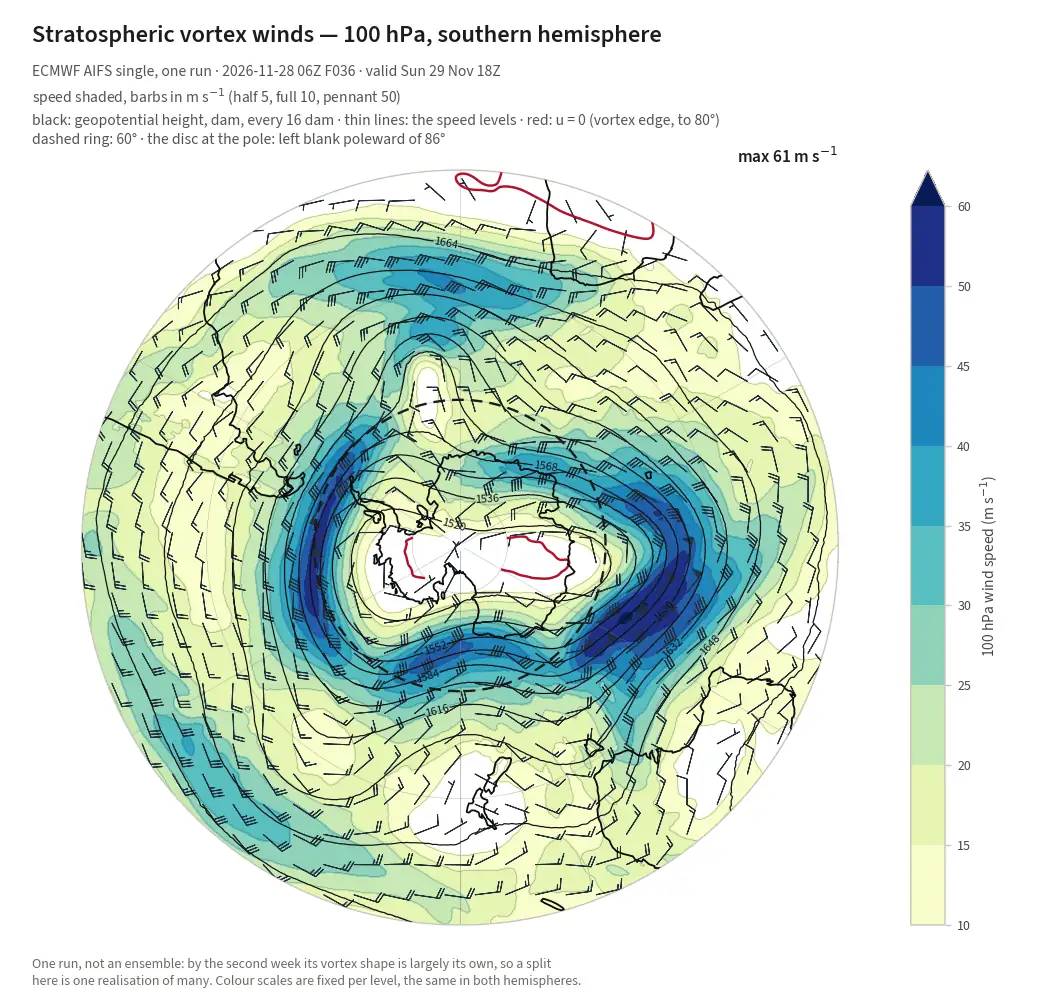 Stratospheric vortex winds — 100 hPa, southern hemisphere
ECMWF AIFS single, one run · 2026-11-28 06Z F036 · valid Sun 29 Nov 18Z
speed shaded, barbs in m s⁻¹ (half 5, full 10, pennant 50)
black: geopotential height, dam, every 16 dam · thin lines: the speed levels · red: u = 0 (vortex edge, to 80°)
dashed ring: 60° · the disc at the pole: left blank poleward of 86°
max 61 m s⁻¹
1664
1568
1536
1520
1552
1584
1616
1632
1648
60
50
45
40
35
30
25
20
15
10
100 hPa wind speed (m s⁻¹)
One run, not an ensemble: by the second week its vortex shape is largely its own, so a split
here is one realisation of many. Colour scales are fixed per level, the same in both hemispheres.